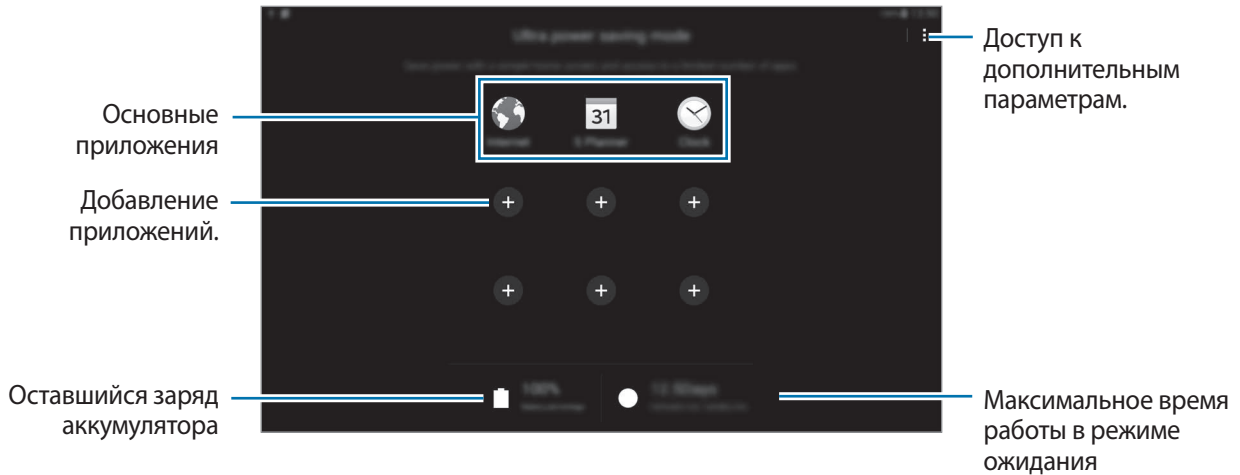 Ultra power saving mode
Доступ к
дополнительным
параметрам.
Основные
приложения
31
Internet
S Planner
Clock
Добавление
приложений.
Оставшийся заряд
аккумулятора
100%
Максимальное время
работы в режиме
ожидания